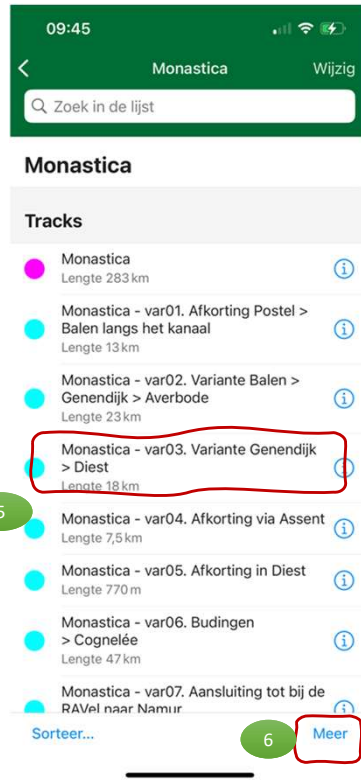 09:45
Monastica
Wijzig
Zoek in de lijst
Monastica
Tracks
Monastica
Lengte 283 km
Monastica - var01. Afkorting Postel >
Balen langs het kanaal
Lengte 13 km
Monastica - var02. Variante Balen >
Genendijk > Averbode
Lengte 23 km
Monastica - var03. Variante Genendijk
> Diest
Lengte 18 km
5
Monastica - var04. Afkorting via Assent
Lengte 7,5 km
Monastica - var05. Afkorting in Diest
Lengte 770 m
Monastica - var06. Budingen
> Cognelée
Lengte 47 km
Monastica - var07. Aansluiting tot bij de
RAVel naar Namur
Sorteer...
6
Meer